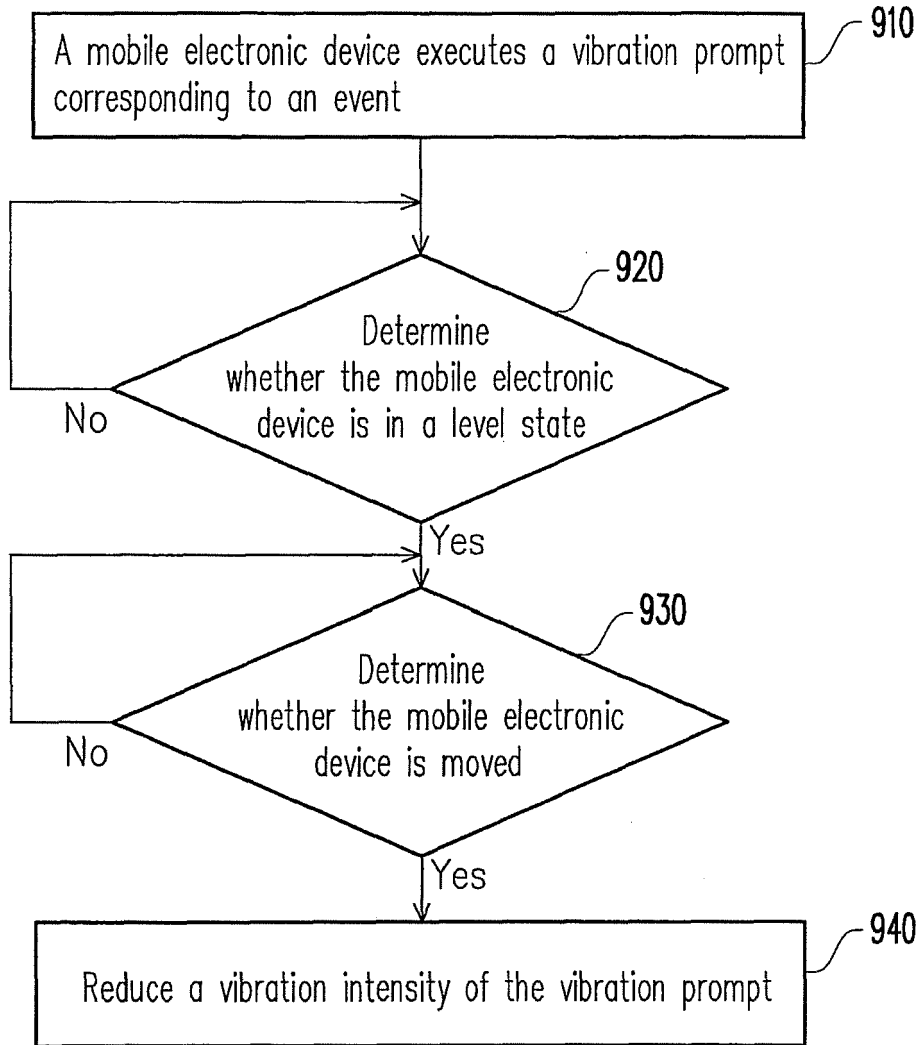 910
A mobile electronic device executes a vibration prompt
corresponding to an event
920
Determine
whether the mobile electronic
device is in a level state
No
Yes
930
Determine
whether the mobile electronic
device is moved
No
Yes
940
Reduce a vibration intensity of the vibration prompt